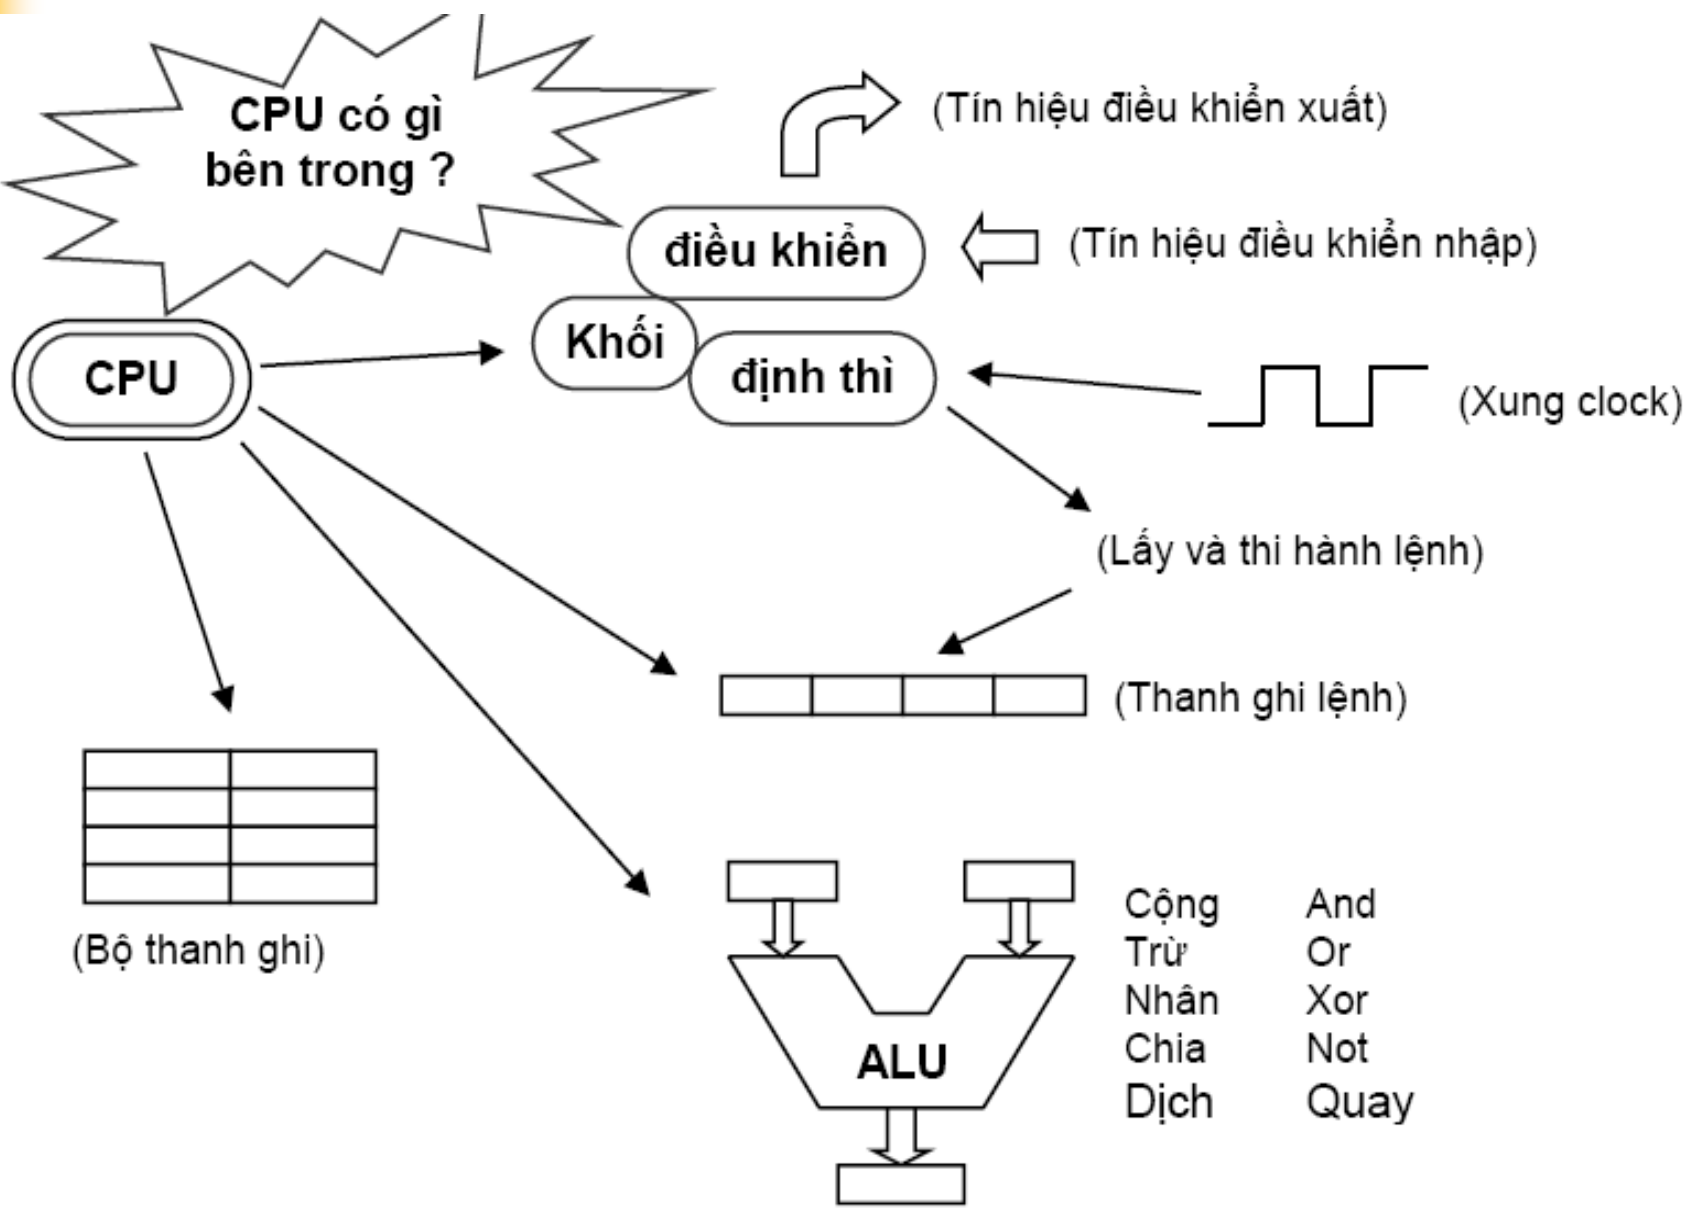 CPU có gì
bên trong ?
(Tín hiệu điều khiển xuất)
điều khiển
(Tín hiệu điều khiển nhập)
Khối
định thì
CPU
(Xung clock)
(Lấy và thi hành lệnh)
(Thanh ghi lệnh)
(Bộ thanh ghi)
ALU
Cộng And
Trừ Or
Nhân Xor
Chia Not
Dịch Quay